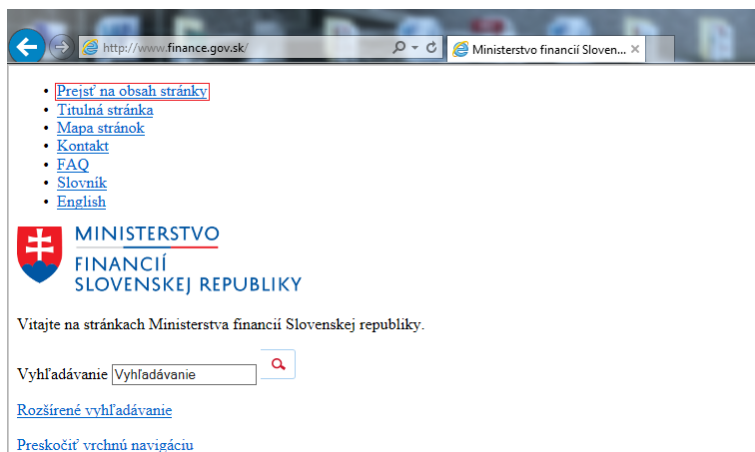 http://www.finance.gov.sk/
Ministerstvo financií Sloven...
Prejsť na obsah stránky
Titulná stránka
Mapa stránok
Kontakt
FAQ
Slovník
English
MINISTERSTVO
FINANCIÍ
SLOVENSKEJ REPUBLIKY
Vitajte na stránkach Ministerstva financií Slovenskej republiky.
Vyhľadávanie Vyhľadávanie
Rozšírené vyhľadávanie
Preskočiť vrchnú navigáciu